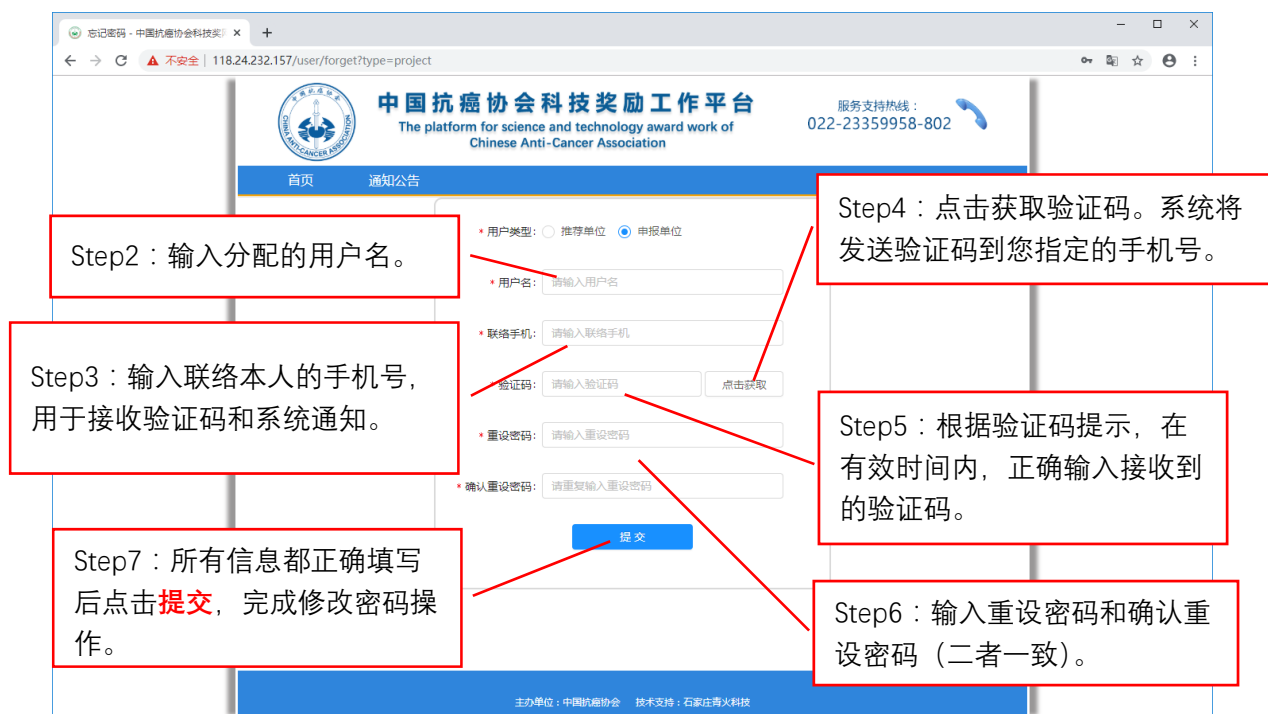 忘记密码 - 中国抗癌协会科技奖
不安全 | 118.24.232.157/user/forget?type=project
中国抗癌协会
CHINA ANTI-CANCER ASSOCIATION
中国抗癌协会科技奖励工作平台
The platform for science and technology award work of
Chinese Anti-Cancer Association
服务支持热线：
022-23359958-802
首页 通知公告
* 用户类型: 推荐单位 申报单位
* 用户名: 请输入用户名
* 联络手机: 请输入联络手机
验证码: 请输入验证码 点击获取
* 重设密码: 请输入重设密码
* 确认重设密码: 请重复输入重设密码
提 交
Step2：输入分配的用户名。
Step3：输入联络本人的手机号，
用于接收验证码和系统通知。
Step4：点击获取验证码。系统将
发送验证码到您指定的手机号。
Step5：根据验证码提示，在
有效时间内，正确输入接收到
的验证码。
Step6：输入重设密码和确认重
设密码（二者一致）。
Step7：所有信息都正确填写
后点击提交，完成修改密码操
作。
主办单位：中国抗癌协会 技术支持：石家庄青火科技